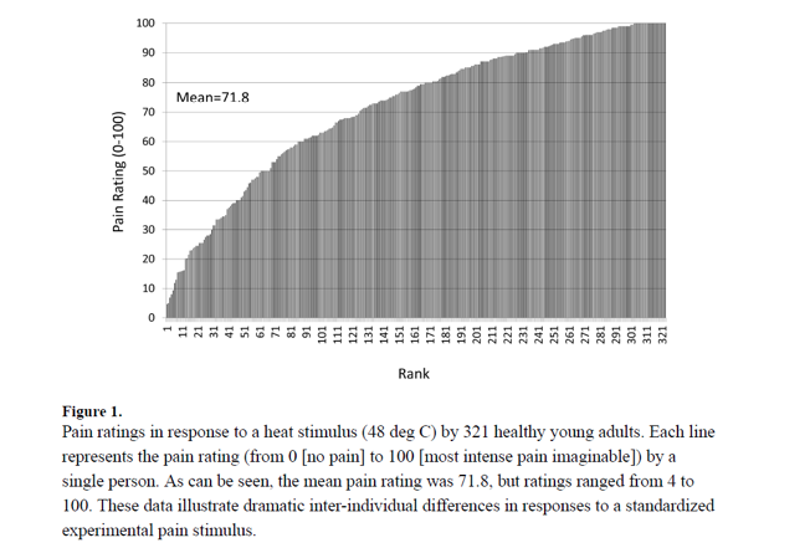 100
90
80
Mean=71.8
70
60
50
40
30
20
10
0
Pain Rating (0-100)
1 11 21 31 41 51 61 71 81 91 101 111 121 131 141 151 161 171 181 191 201 211 221 231 241 251 261 271 281 291 301 311 321
Rank
Figure 1.
Pain ratings in response to a heat stimulus (48 deg C) by 321 healthy young adults. Each line
represents the pain rating (from 0 [no pain] to 100 [most intense pain imaginable]) by a
single person. As can be seen, the mean pain rating was 71.8, but ratings ranged from 4 to
100. These data illustrate dramatic inter-individual differences in responses to a standardized
experimental pain stimulus.